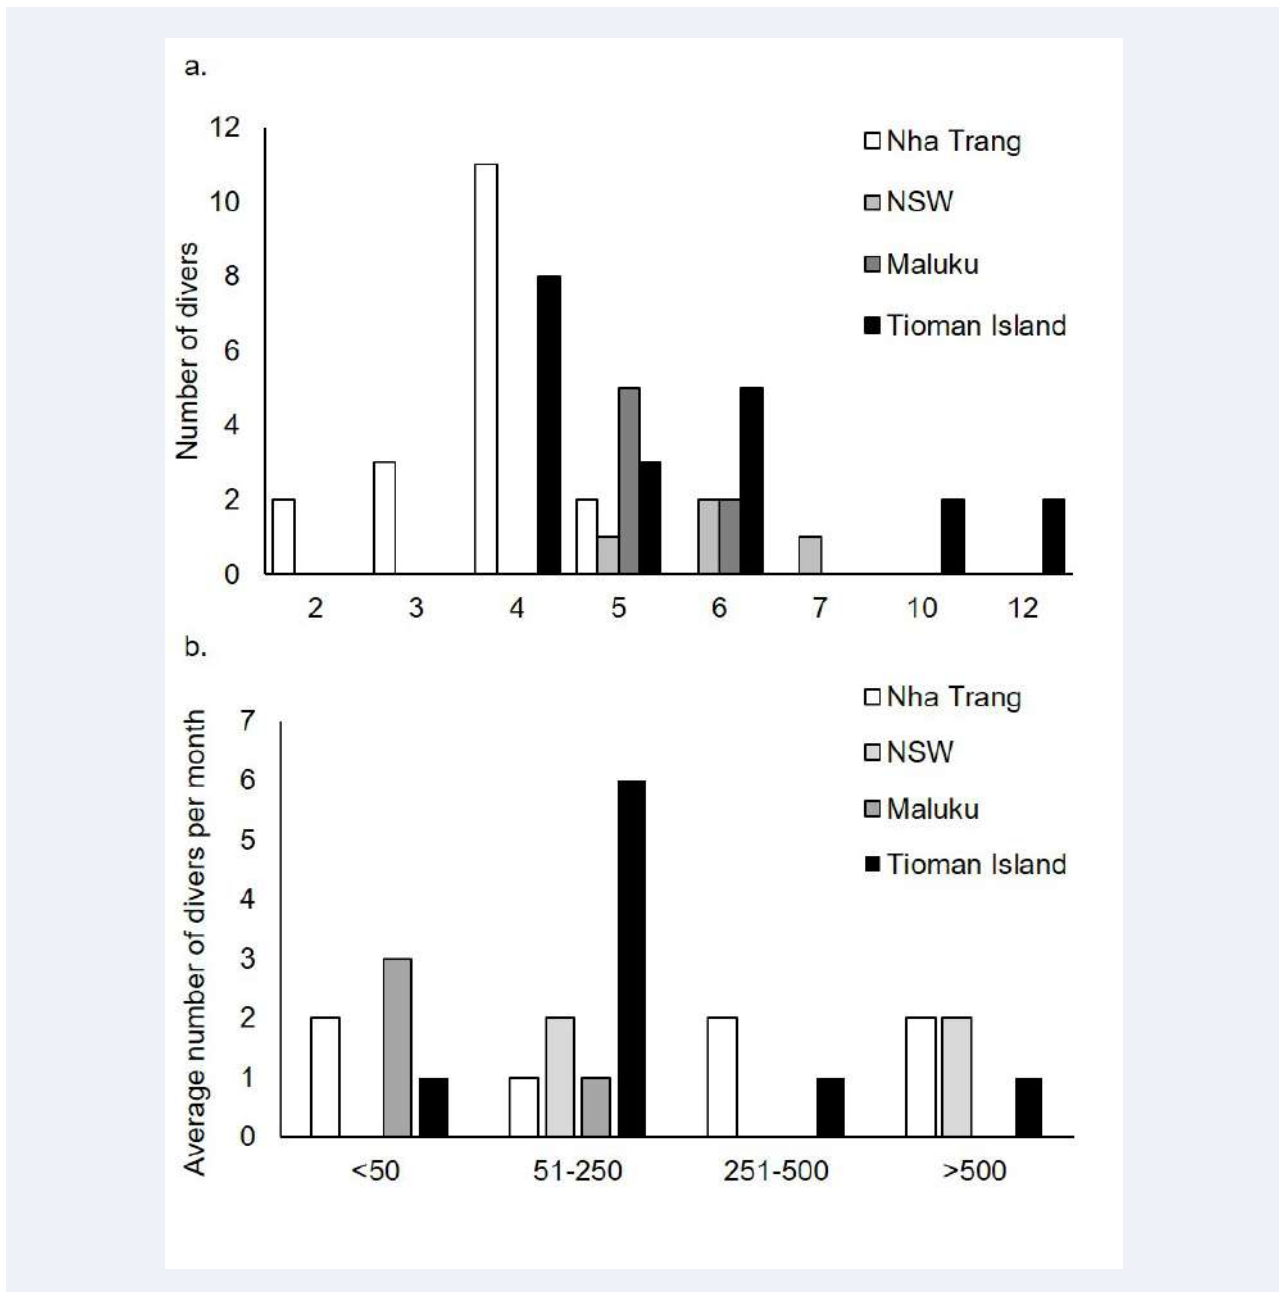 a.
Number of divers
12
10
8
6
4
2
0
Nha Trang
NSW
Maluku
Tioman Island
2 3 4 5 6 7 10 12
b.
Average number of divers per month
7
6
5
4
3
2
1
0
Nha Trang
NSW
Maluku
Tioman Island
<50 51-250 251-500 >500